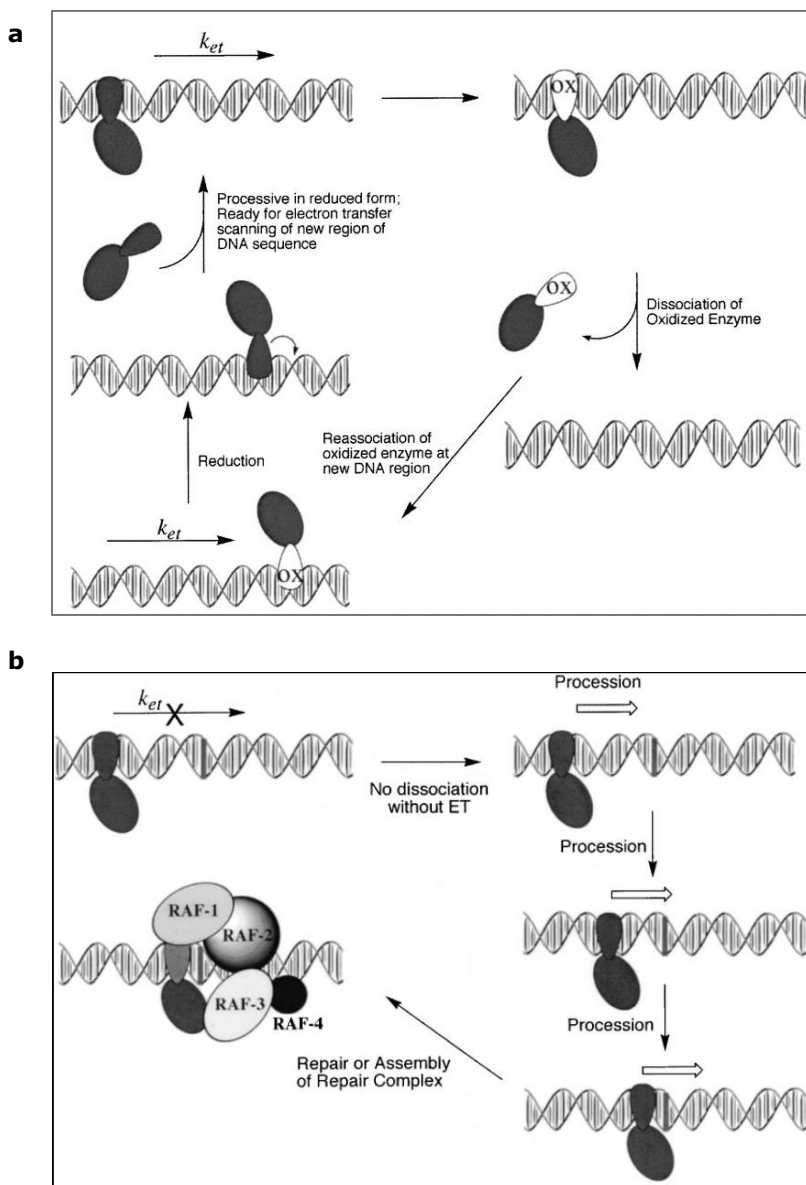 a
k_et
OX
Processive in reduced form;
Ready for electron transfer
scanning of new region of
DNA sequence
OX
Dissociation of
Oxidized Enzyme
Reassociation of
oxidized enzyme at
new DNA region
Reduction
k_et
OX
b
k_et
X
Procession
No dissociation
without ET
Procession
RAF-1
RAF-2
RAF-3
RAF-4
Procession
Repair or Assembly
of Repair Complex